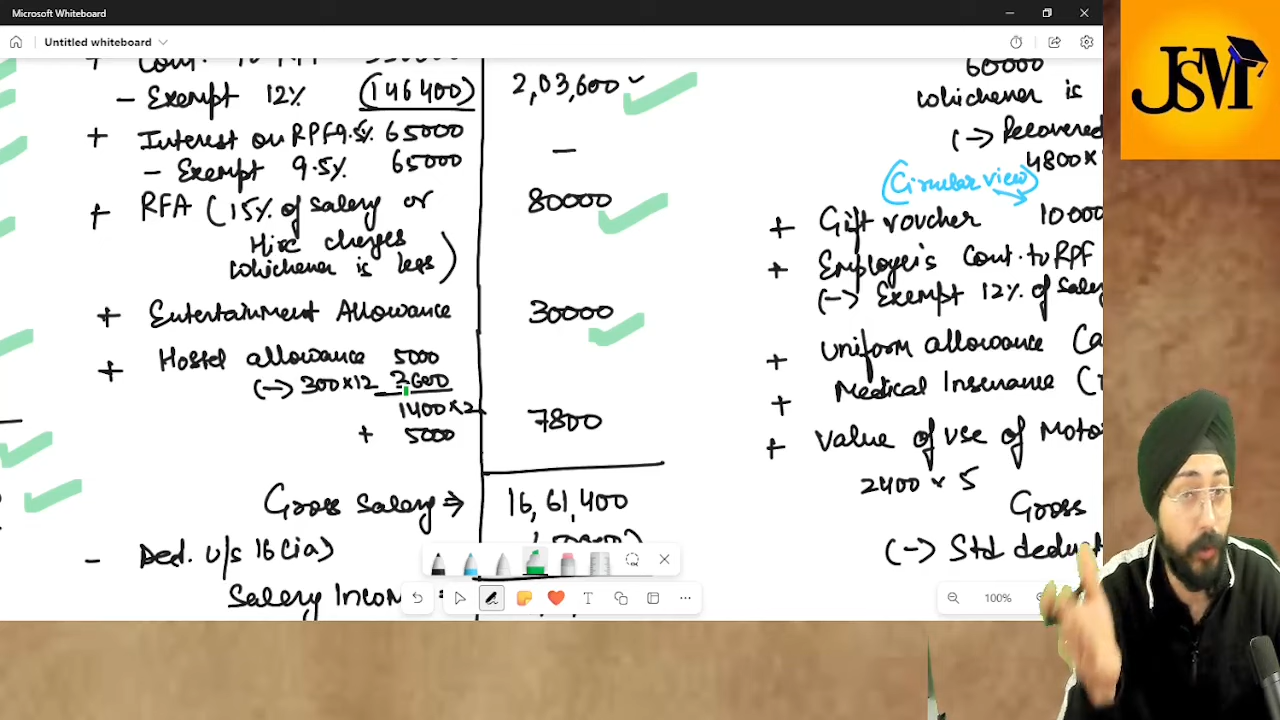 Microsoft Whiteboard
Untitled whiteboard
- Exempt 12% (146400) 2,03,600
+ Interest on RPF 9.5% 65000
- Exempt 9.5% 65000 —
+ RFA (15% of salary or 80000
Hire charges
whichever is less)
+ Entertainment Allowance 30000
+ Hostel allowance 5000
(-) 300×12 3600
1400×2
+ 5000 7800
Gross Salary → 16,61,400
- Ded. u/s 16(ia)
Salary
60000
whichever is
(-) Recovered
4800×
(Circular view) →
+ Gift voucher 10000
+ Employer's Cont. to RPF
(-) Exempt 12% of Salary
+ Uniform allowance
+ Medical Insurance
+ Value of use of Motor
2400 × 5
Gross
(-) Std deduct
100%
JSM